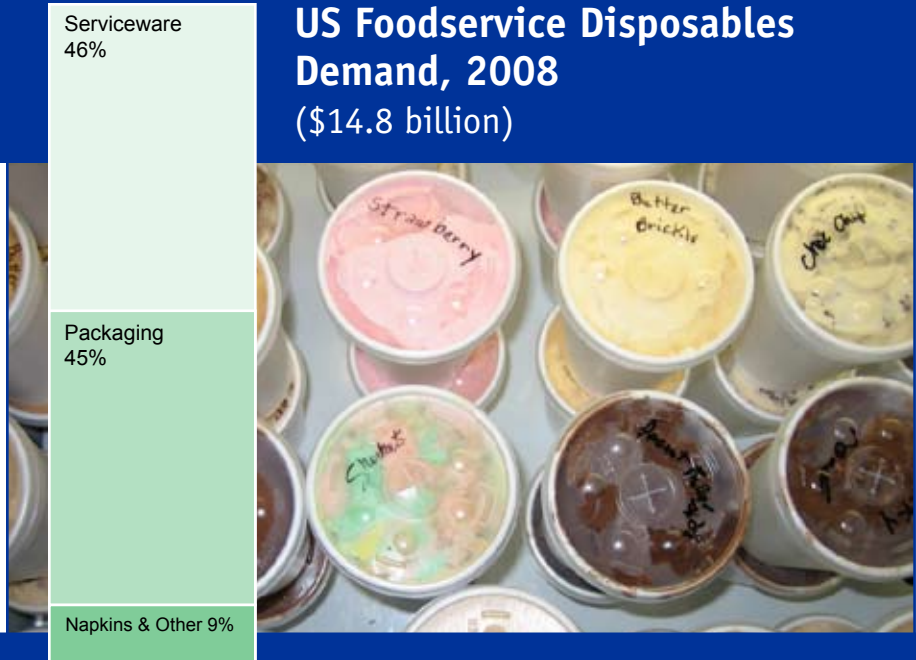 US Foodservice Disposables
Demand, 2008
($14.8 billion)
Serviceware
46%
Packaging
45%
Napkins & Other 9%
Strawberry
Butter
Brickle
Choc Chip